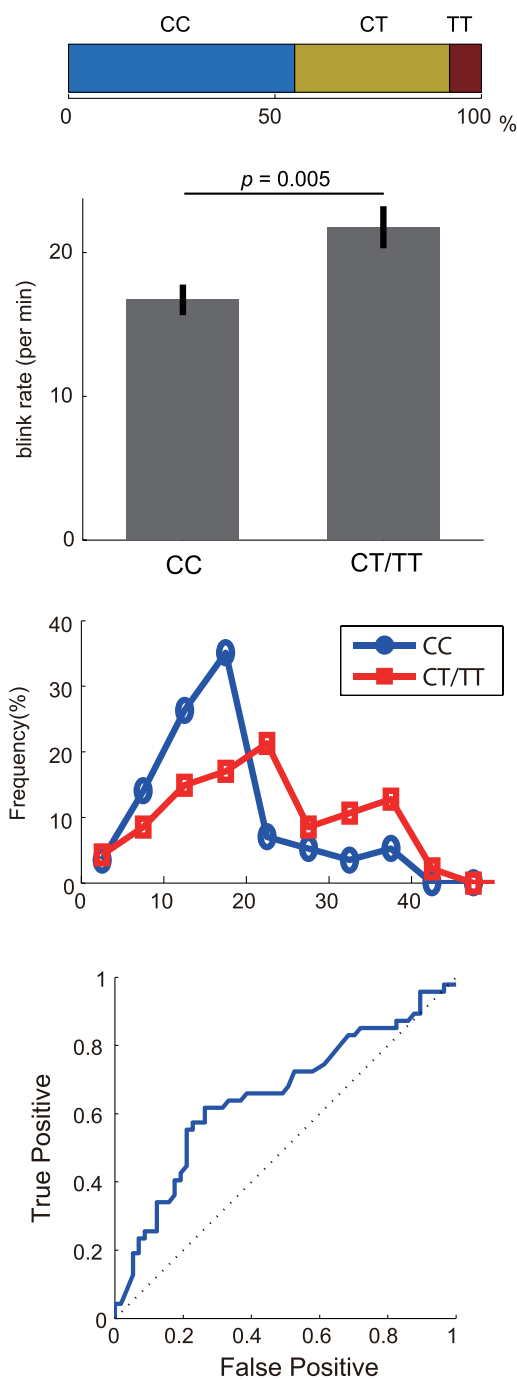 CC CT TT
0 50 100 %
p = 0.005
20
10
0
blink rate (per min)
CC CT/TT
40
30
20
10
0
Frequency(%)
CC
CT/TT
0 10 20 30 40
1
0.8
0.6
0.4
0.2
0
True Positive
0 0.2 0.4 0.6 0.8 1
False Positive